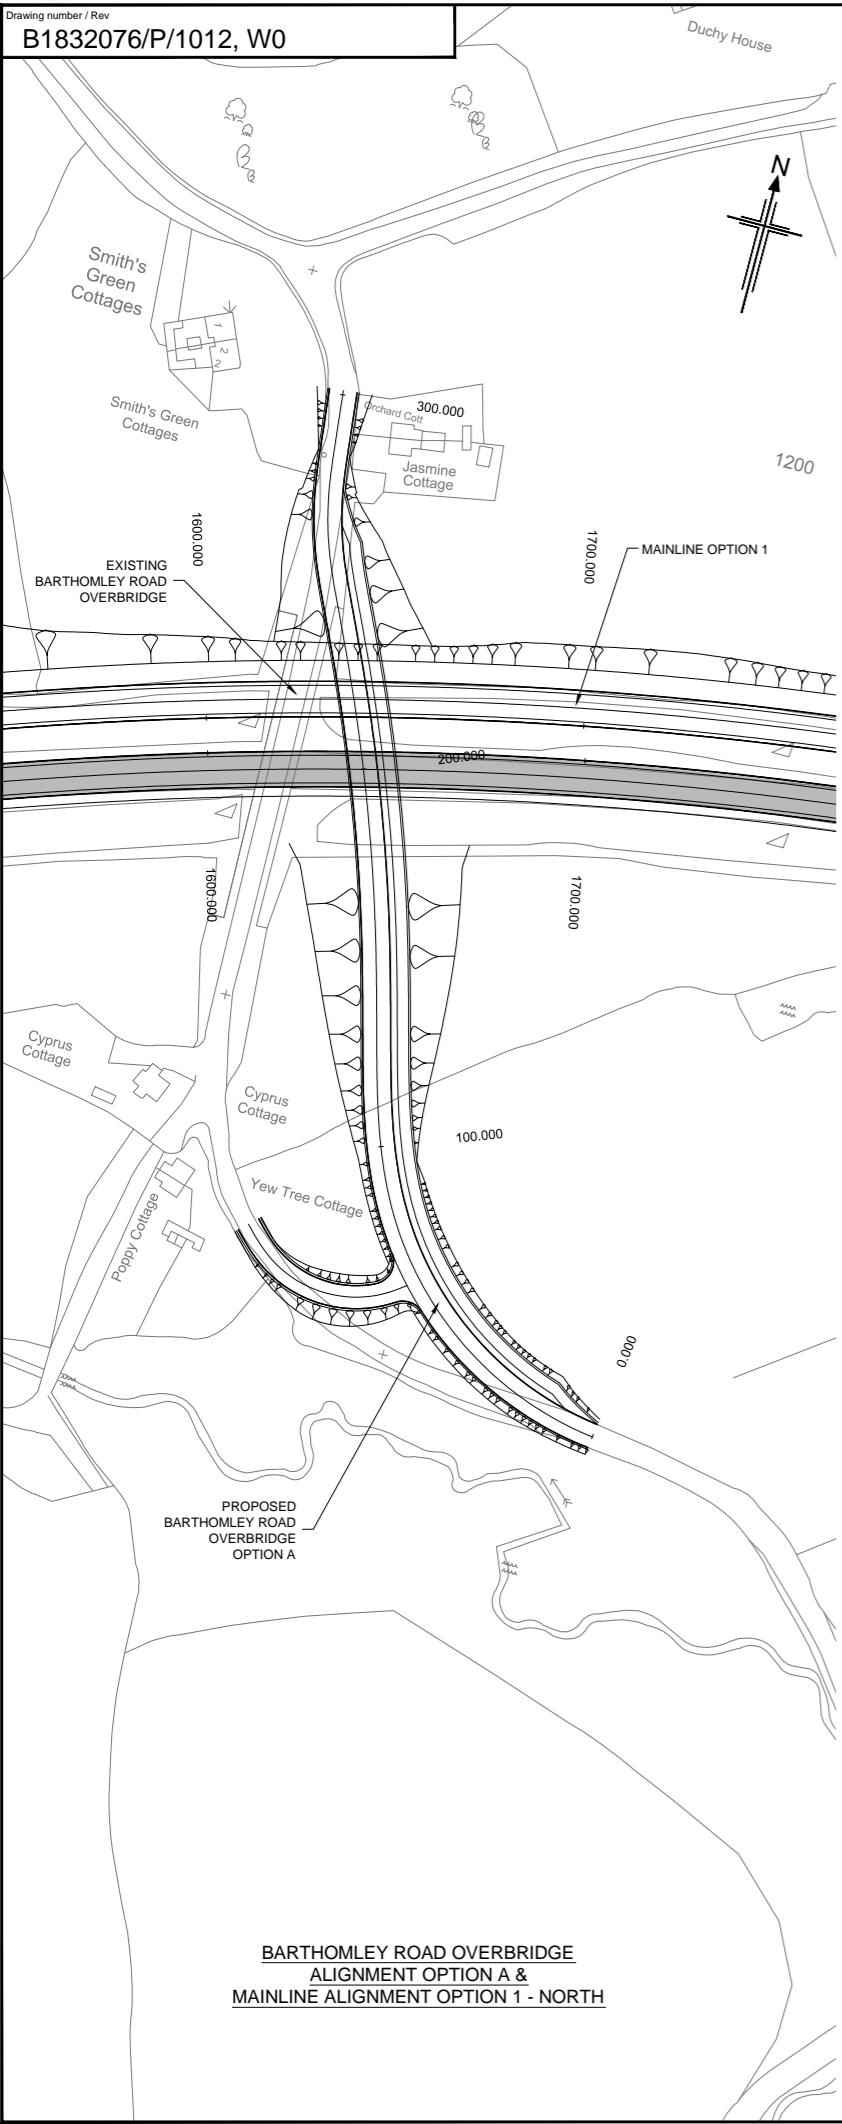 Drawing number / Rev
B1832076/P/1012, W0
Duchy House
N
Smith's
Green
Cottages
1
2
2
Smith's Green
Cottages
Orchard Cott
300.000
Jasmine
Cottage
1200
1600.000
1700.000
MAINLINE OPTION 1
EXISTING
BARTHOMLEY ROAD
OVERBRIDGE
200.000
1600.000
1700.000
Cyprus
Cottage
Cyprus
Cottage
100.000
Yew Tree Cottage
Poppy Cottage
0.000
PROPOSED
BARTHOMLEY ROAD
OVERBRIDGE
OPTION A
BARTHOMLEY ROAD OVERBRIDGE
ALIGNMENT OPTION A &
MAINLINE ALIGNMENT OPTION 1 - NORTH